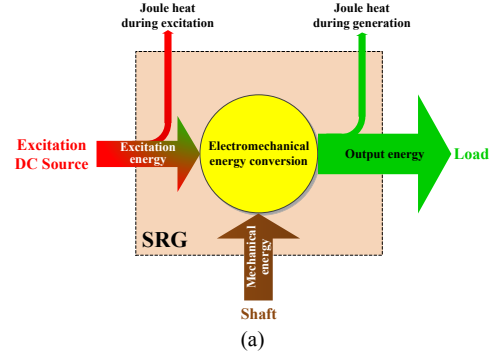 Joule heat
during excitation
Joule heat
during generation
Excitation
DC Source
Excitation
energy
Electromechanical
energy conversion
Output energy
Load
SRG
Mechanical
energy
Shaft
(a)